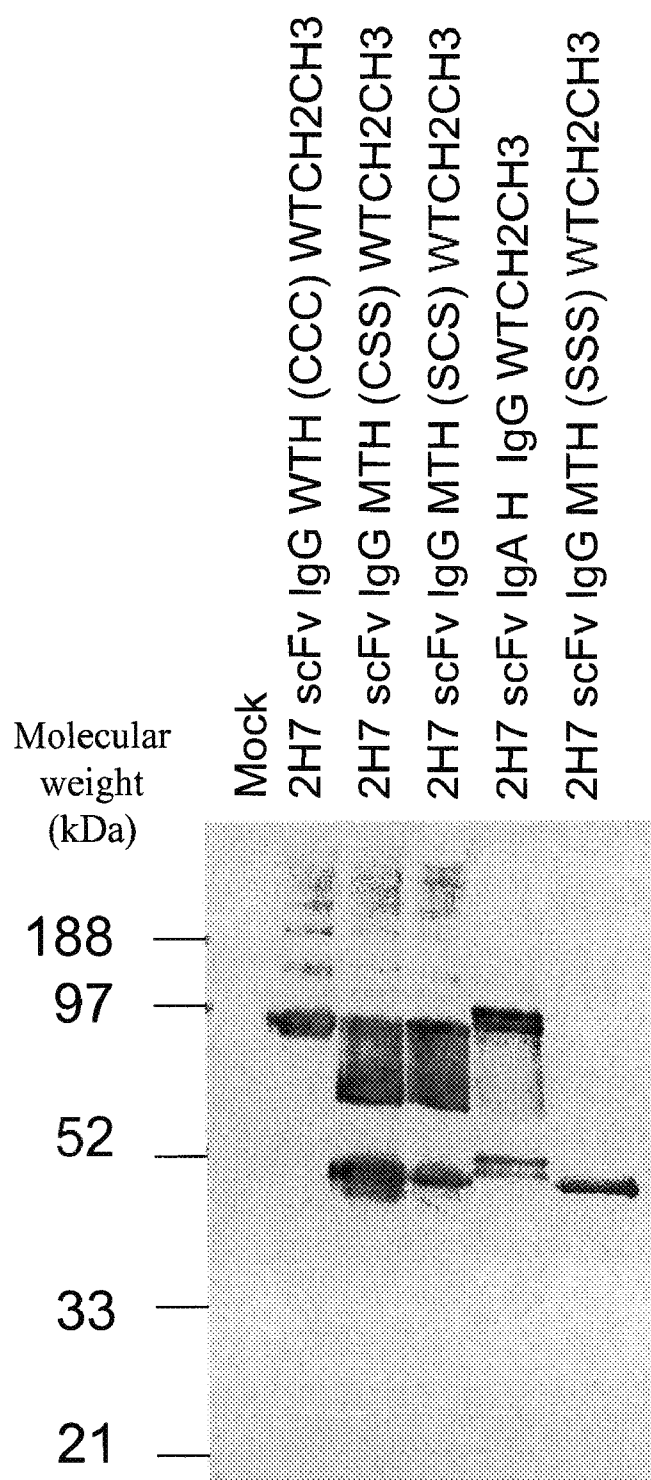 Mock
2H7 scFv IgG WTH (CCC) WTCH2CH3
2H7 scFv IgG MTH (CSS) WTCH2CH3
2H7 scFv IgG MTH (SCS) WTCH2CH3
2H7 scFv IgA H IgG WTCH2CH3
2H7 scFv IgG MTH (SSS) WTCH2CH3
Molecular
weight
(kDa)
188
97
52
33
21